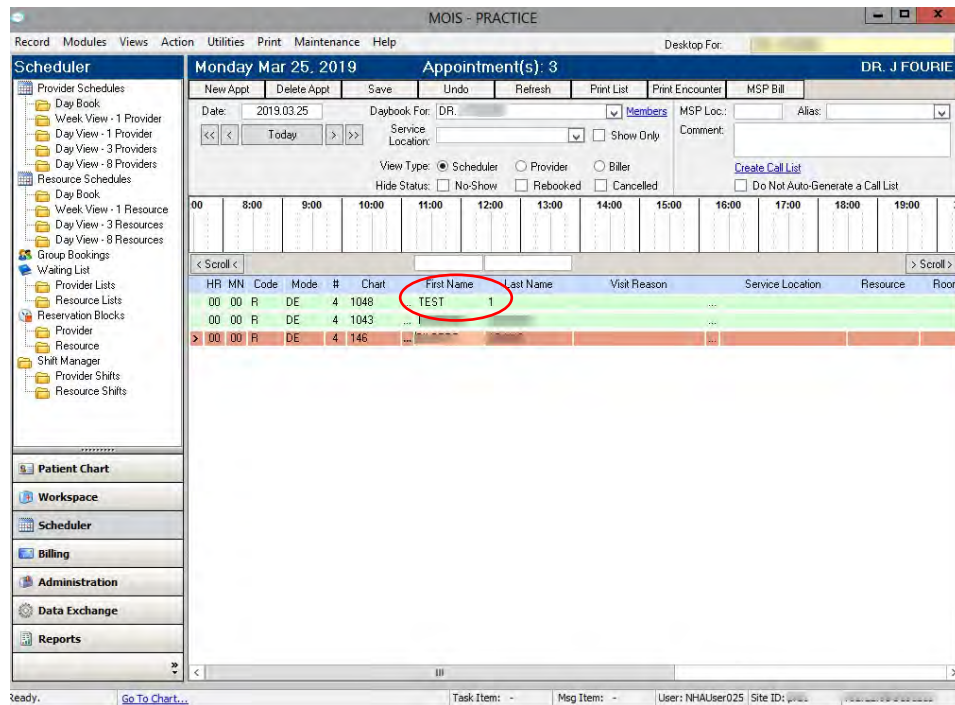 MOIS - PRACTICE
Record Modules Views Action Utilities Print Maintenance Help Desktop For:
Scheduler Monday Mar 25, 2019 Appointment(s): 3 DR. J FOURIE
New Appt Delete Appt Save Undo Refresh Print List Print Encounter MSP Bill
Provider Schedules
Day Book
Week View - 1 Provider
Day View - 1 Provider
Day View - 3 Providers
Day View - 8 Providers
Resource Schedules
Day Book
Week View - 1 Resource
Day View - 3 Resources
Day View - 8 Resources
Group Bookings
Waiting List
Provider Lists
Resource Lists
Reservation Blocks
Provider
Resource
Shift Manager
Provider Shifts
Resource Shifts
Patient Chart
Workspace
Scheduler
Billing
Administration
Data Exchange
Reports
»
Date: 2019.03.25 Daybook For: DR. Members MSP Loc.: Alias:
<< < Today > >> Service Location: Show Only Comment:
View Type: Scheduler Provider Biller Create Call List
Hide Status: No-Show Rebooked Cancelled Do Not Auto-Generate a Call List
00 8:00 9:00 10:00 11:00 12:00 13:00 14:00 15:00 16:00 17:00 18:00 19:00
< Scroll < > Scroll >
HR MN Code Mode # Chart First Name Last Name Visit Reason Service Location Resource Room
00 00 R DE 4 1048 ... TEST 1 ...
00 00 R DE 4 1043 ... ...
> 00 00 R DE 4 146 ... ...
Ready. Go To Chart... Task Item: - Msg Item: - User: NHAUser025 Site ID: